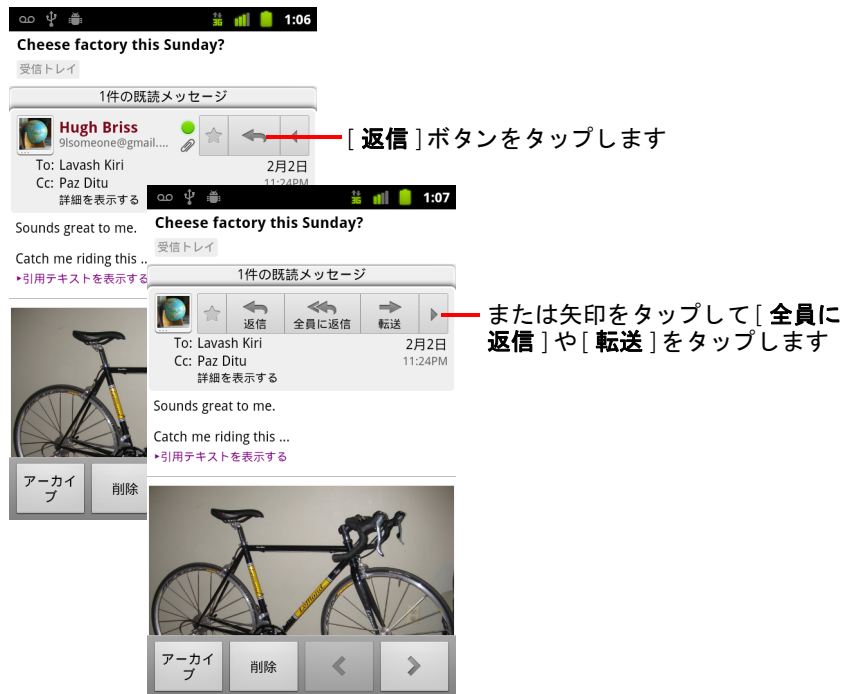 3G 1:06
Cheese factory this Sunday?
受信トレイ
1件の既読メッセージ
Hugh Briss
9lsomeone@gmail....
To: Lavash Kiri 2月2日
Cc: Paz Ditu 11:24PM
詳細を表示する
Sounds great to me.
Catch me riding this ..
▸引用テキストを表示する
アーカイ
ブ
削除
[ 返信 ] ボタンをタップします
3G 1:07
Cheese factory this Sunday?
受信トレイ
1件の既読メッセージ
返信 全員に返信 転送
To: Lavash Kiri 2月2日
Cc: Paz Ditu 11:24PM
詳細を表示する
Sounds great to me.
Catch me riding this ...
▸引用テキストを表示する
アーカイ
ブ
削除
または矢印をタップして [ 全員に
返信 ] や [ 転送 ] をタップします